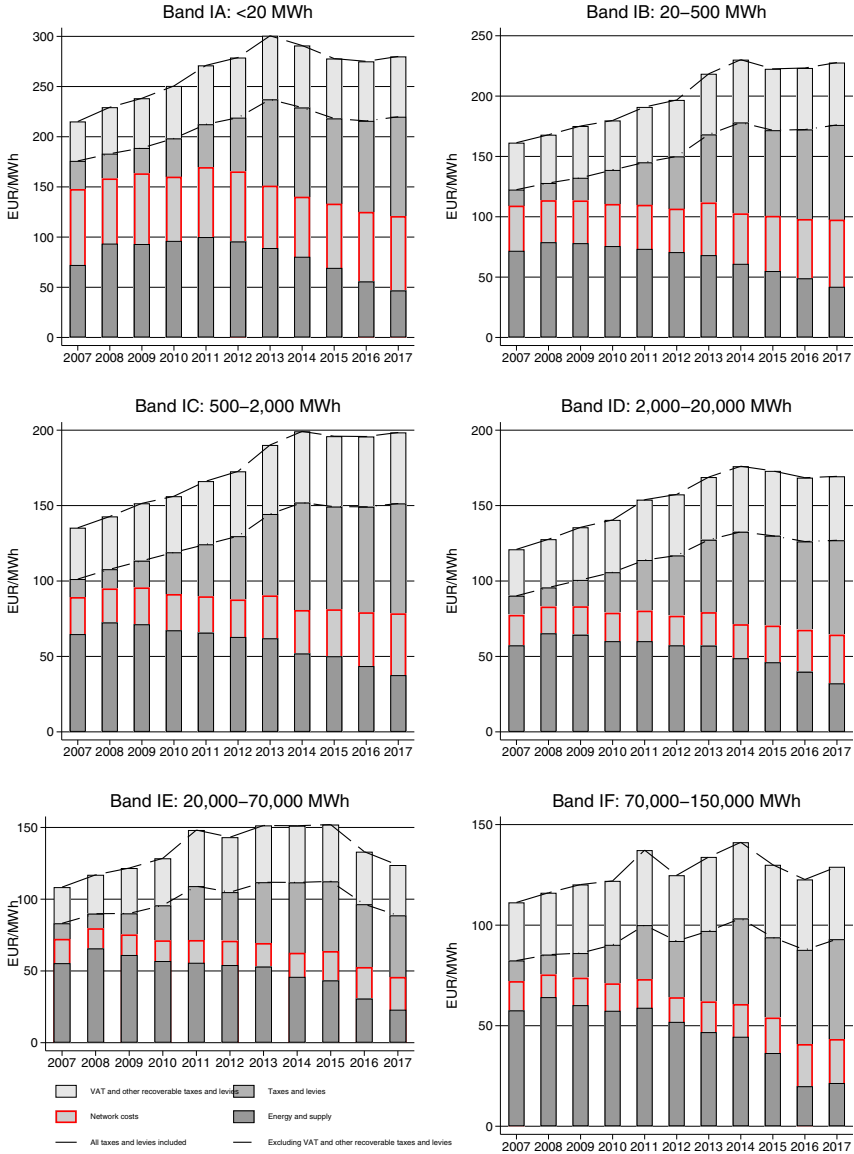 Band IA: <20 MWh
EUR/MWh
300
250
200
150
100
50
0
2007 2008 2009 2010 2011 2012 2013 2014 2015 2016 2017
Band IB: 20–500 MWh
EUR/MWh
250
200
150
100
50
0
2007 2008 2009 2010 2011 2012 2013 2014 2015 2016 2017
Band IC: 500–2,000 MWh
EUR/MWh
200
150
100
50
0
2007 2008 2009 2010 2011 2012 2013 2014 2015 2016 2017
Band ID: 2,000–20,000 MWh
EUR/MWh
200
150
100
50
0
2007 2008 2009 2010 2011 2012 2013 2014 2015 2016 2017
Band IE: 20,000–70,000 MWh
EUR/MWh
150
100
50
0
2007 2008 2009 2010 2011 2012 2013 2014 2015 2016 2017
Band IF: 70,000–150,000 MWh
EUR/MWh
150
100
50
0
2007 2008 2009 2010 2011 2012 2013 2014 2015 2016 2017
VAT and other recoverable taxes and levies
Taxes and levies
Network costs
Energy and supply
All taxes and levies included
Excluding VAT and other recoverable taxes and levies